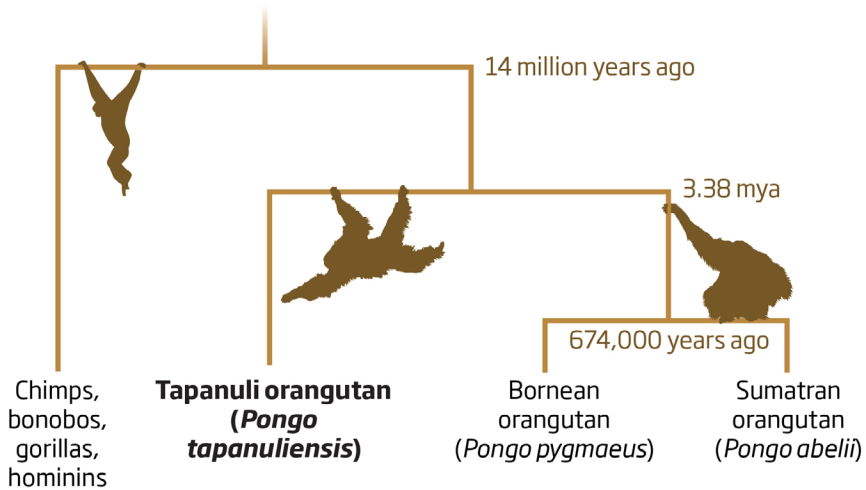 14 million years ago
3.38 mya
674,000 years ago
Chimps,
bonobos,
gorillas,
hominins
Tapanuli orangutan
(Pongo
tapanuliensis)
Bornean
orangutan
(Pongo pygmaeus)
Sumatran
orangutan
(Pongo abelii)